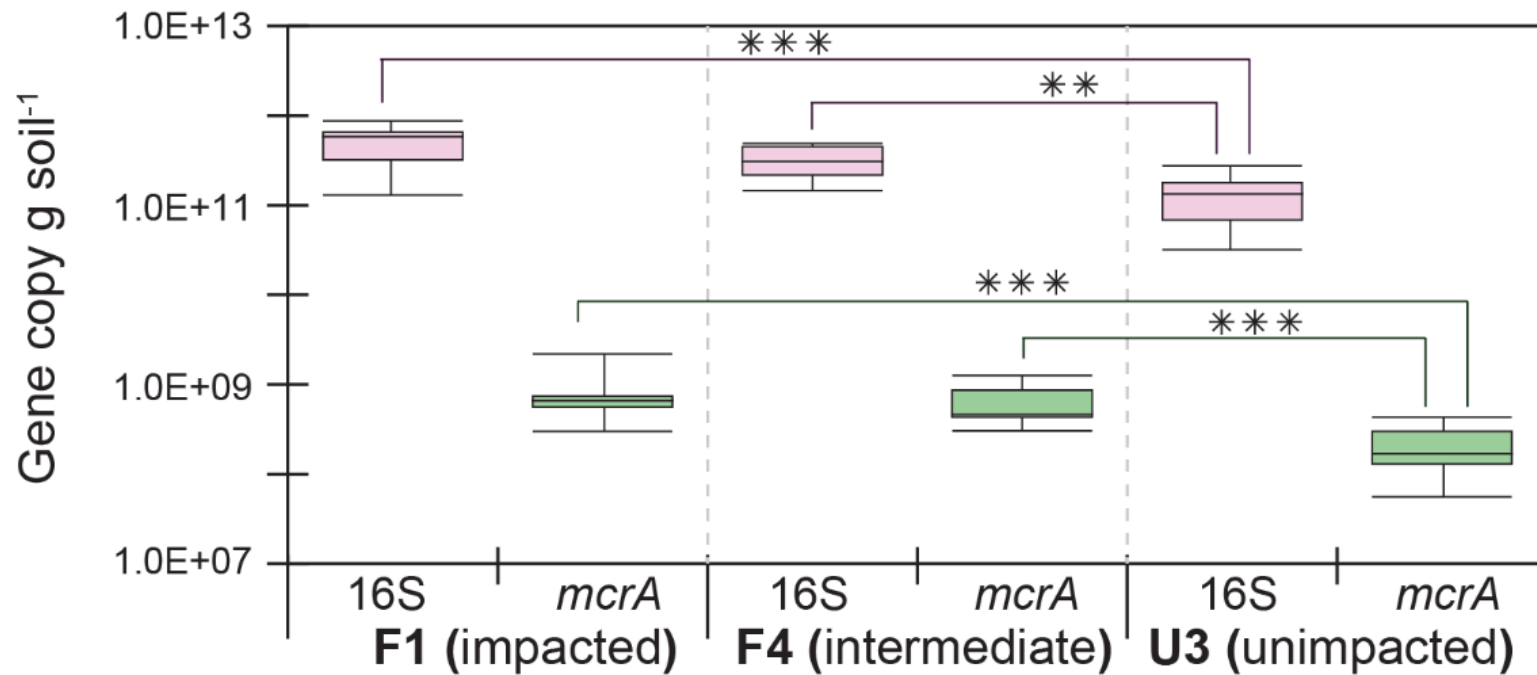 1.0E+13
1.0E+11
1.0E+09
1.0E+07
Gene copy g soil⁻¹
***
**
***
***
16S mcrA 16S mcrA 16S mcrA
F1 (impacted) F4 (intermediate) U3 (unimpacted)